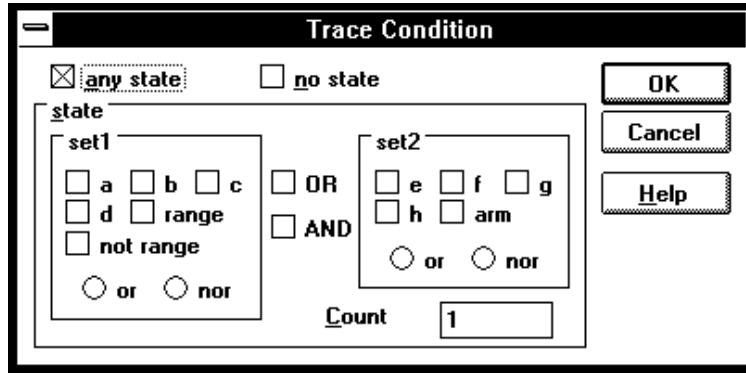 Trace Condition
any state no state OK
state
set1 set2 Cancel
a b c OR e f g Help
d range AND h arm
not range
or nor or nor
Count 1